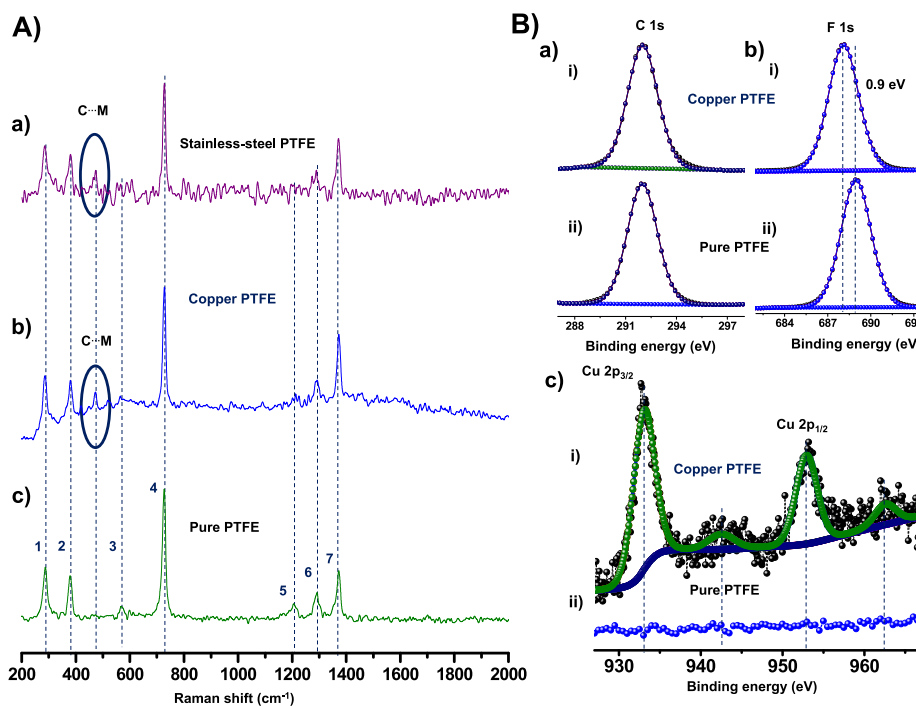 A)
a)
C···M
Stainless-steel PTFE
b)
C···M
Copper PTFE
c)
Pure PTFE
1
2
3
4
5
6
7
200 400 600 800 1000 1200 1400 1600 1800 2000
Raman shift (cm⁻¹)
B)
a)
C 1s
i)
Copper PTFE
ii)
Pure PTFE
288 291 294 297
Binding energy (eV)
b)
F 1s
i)
0.9 eV
ii)
684 687 690
Binding energy (eV)
c)
Cu 2p3/2
Cu 2p1/2
i)
Copper PTFE
Pure PTFE
ii)
930 940 950 960
Binding energy (eV)